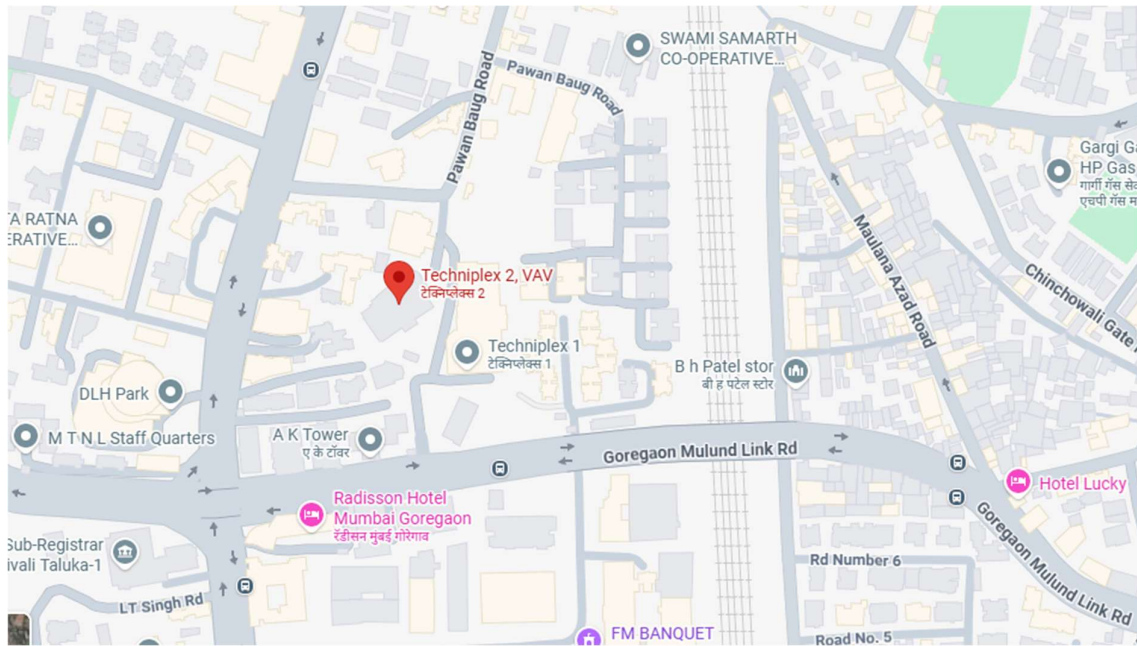 SWAMI SAMARTH
CO-OPERATIVE...
Pawan Baug Road
Pawan Baug Road
Gargi Ga
HP Gas
गार्गी गॅस से
एचपी गॅस
TA RATNA
ERATIVE...
Maulana Azad Road
Techniplex 2, VAV
टेक्निप्लेक्स 2
Chinchowali Gate
Techniplex 1
टेक्निप्लेक्स 1
B h Patel stor
बी ह पटेल स्टोर
DLH Park
M T N L Staff Quarters
A K Tower
ए के टॉवर
Goregaon Mulund Link Rd
Hotel Lucky
Radisson Hotel
Mumbai Goregaon
रॅडीसन मुंबई गोरेगाव
Goregaon Mulund Link Rd
Sub-Registrar
ivali Taluka-1
Rd Number 6
LT Singh Rd
FM BANQUET
Road No. 5